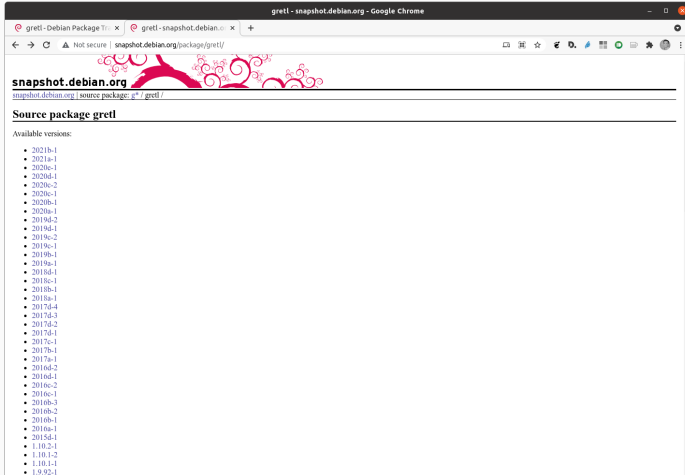 gretl - snapshot.debian.org - Google Chrome
gretl - Debian Package Tr
gretl - snapshot.debian.o
Not secure | snapshot.debian.org/package/gretl/
snapshot.debian.org
snapshot.debian.org | source package: g* / gretl /
Source package gretl
Available versions:
2021b-1
2021a-1
2020e-1
2020d-1
2020c-2
2020c-1
2020b-1
2020a-1
2019d-2
2019d-1
2019c-2
2019c-1
2019b-1
2019a-1
2018d-1
2018c-1
2018b-1
2018a-1
2017d-4
2017d-3
2017d-2
2017d-1
2017c-1
2017b-1
2017a-1
2016d-2
2016d-1
2016c-2
2016c-1
2016b-3
2016b-2
2016b-1
2016a-1
2015d-1
1.10.2-1
1.10.1-2
1.10.1-1
1.9.92-1